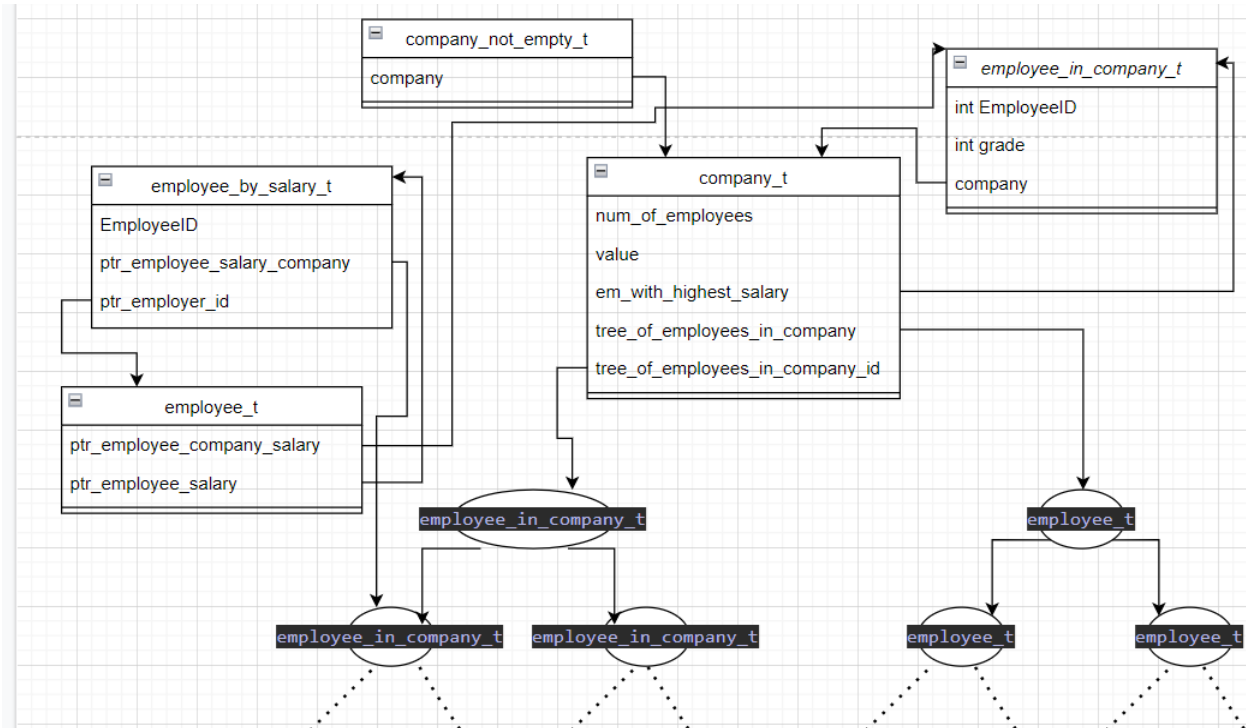 company_not_empty_t
company
employee_in_company_t
int EmployeeID
int grade
company
employee_by_salary_t
EmployeeID
ptr_employee_salary_company
ptr_employer_id
company_t
num_of_employees
value
em_with_highest_salary
tree_of_employees_in_company
tree_of_employees_in_company_id
employee_t
ptr_employee_company_salary
ptr_employee_salary
employee_in_company_t
employee_t
employee_in_company_t
employee_in_company_t
employee_t
employee_t